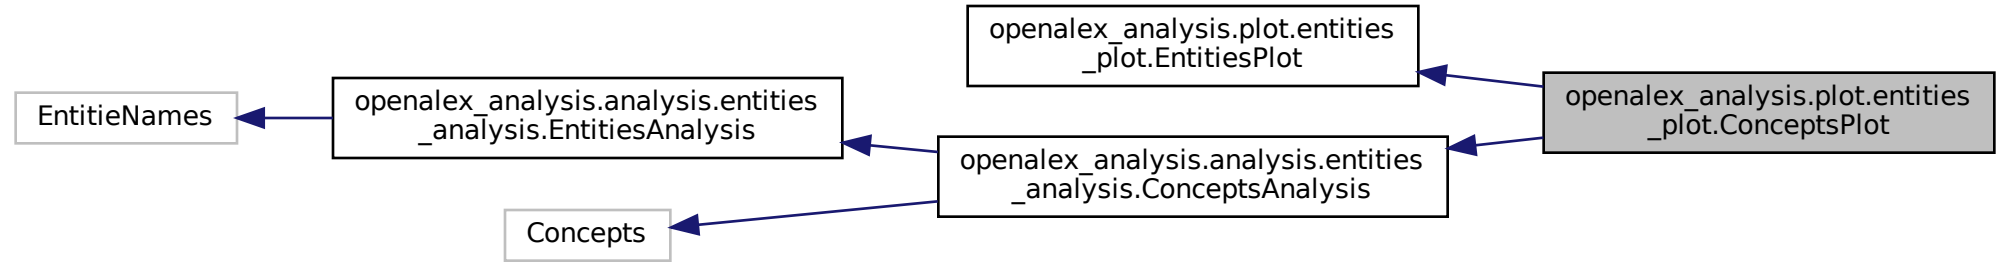 EntitieNames
openalex_analysis.analysis.entities
_analysis.EntitiesAnalysis
Concepts
openalex_analysis.plot.entities
_plot.EntitiesPlot
openalex_analysis.analysis.entities
_analysis.ConceptsAnalysis
openalex_analysis.plot.entities
_plot.ConceptsPlot